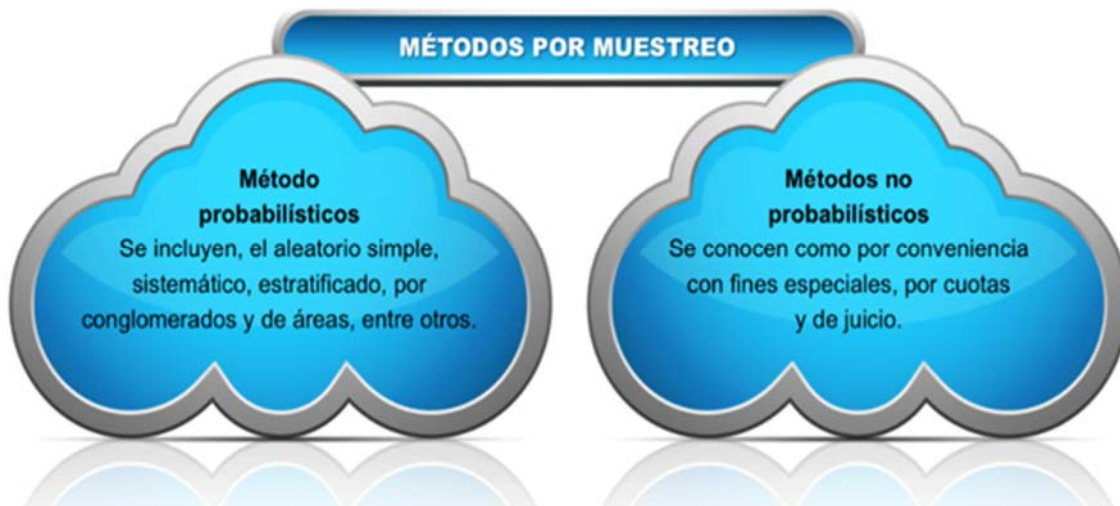 MÉTODOS POR MUESTREO
Método
probabilísticos
Se incluyen, el aleatorio simple,
sistemático, estratificado, por
conglomerados y de áreas, entre otros.
Métodos no
probabilísticos
Se conocen como por conveniencia
con fines especiales, por cuotas
y de juicio.